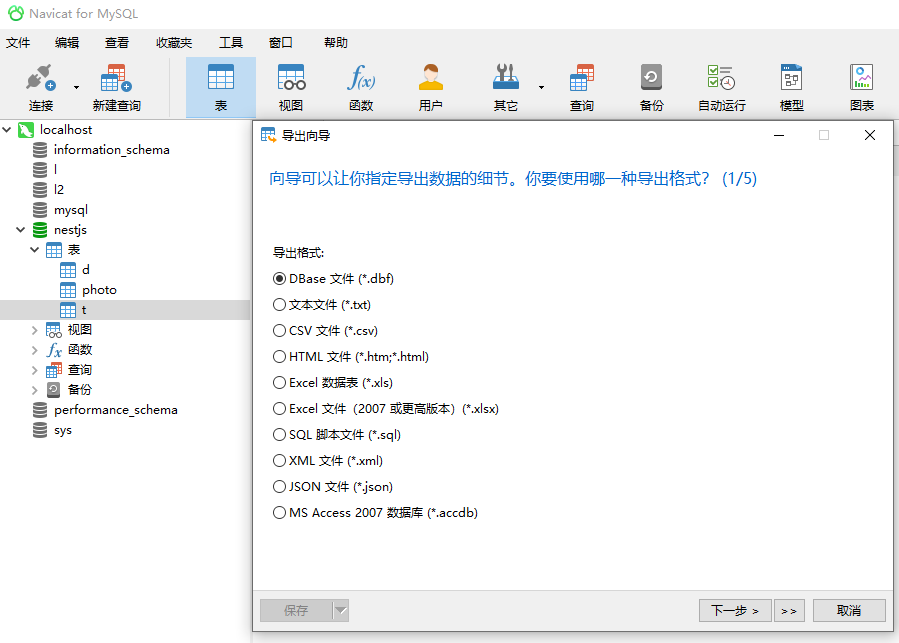 Navicat for MySQL
文件 编辑 查看 收藏夹 工具 窗口 帮助
连接 新建查询 表 视图 函数 用户 其它 查询 备份 自动运行 模型 图表
localhost
information_schema
l
l2
mysql
nestjs
表
d
photo
t
视图
函数
查询
备份
performance_schema
sys
导出向导
向导可以让你指定导出数据的细节。你要使用哪一种导出格式？ (1/5)
导出格式:
DBase 文件 (*.dbf)
文本文件 (*.txt)
CSV 文件 (*.csv)
HTML 文件 (*.htm;*.html)
Excel 数据表 (*.xls)
Excel 文件（2007 或更高版本）(*.xlsx)
SQL 脚本文件 (*.sql)
XML 文件 (*.xml)
JSON 文件 (*.json)
MS Access 2007 数据库 (*.accdb)
保存 下一步 > >> 取消